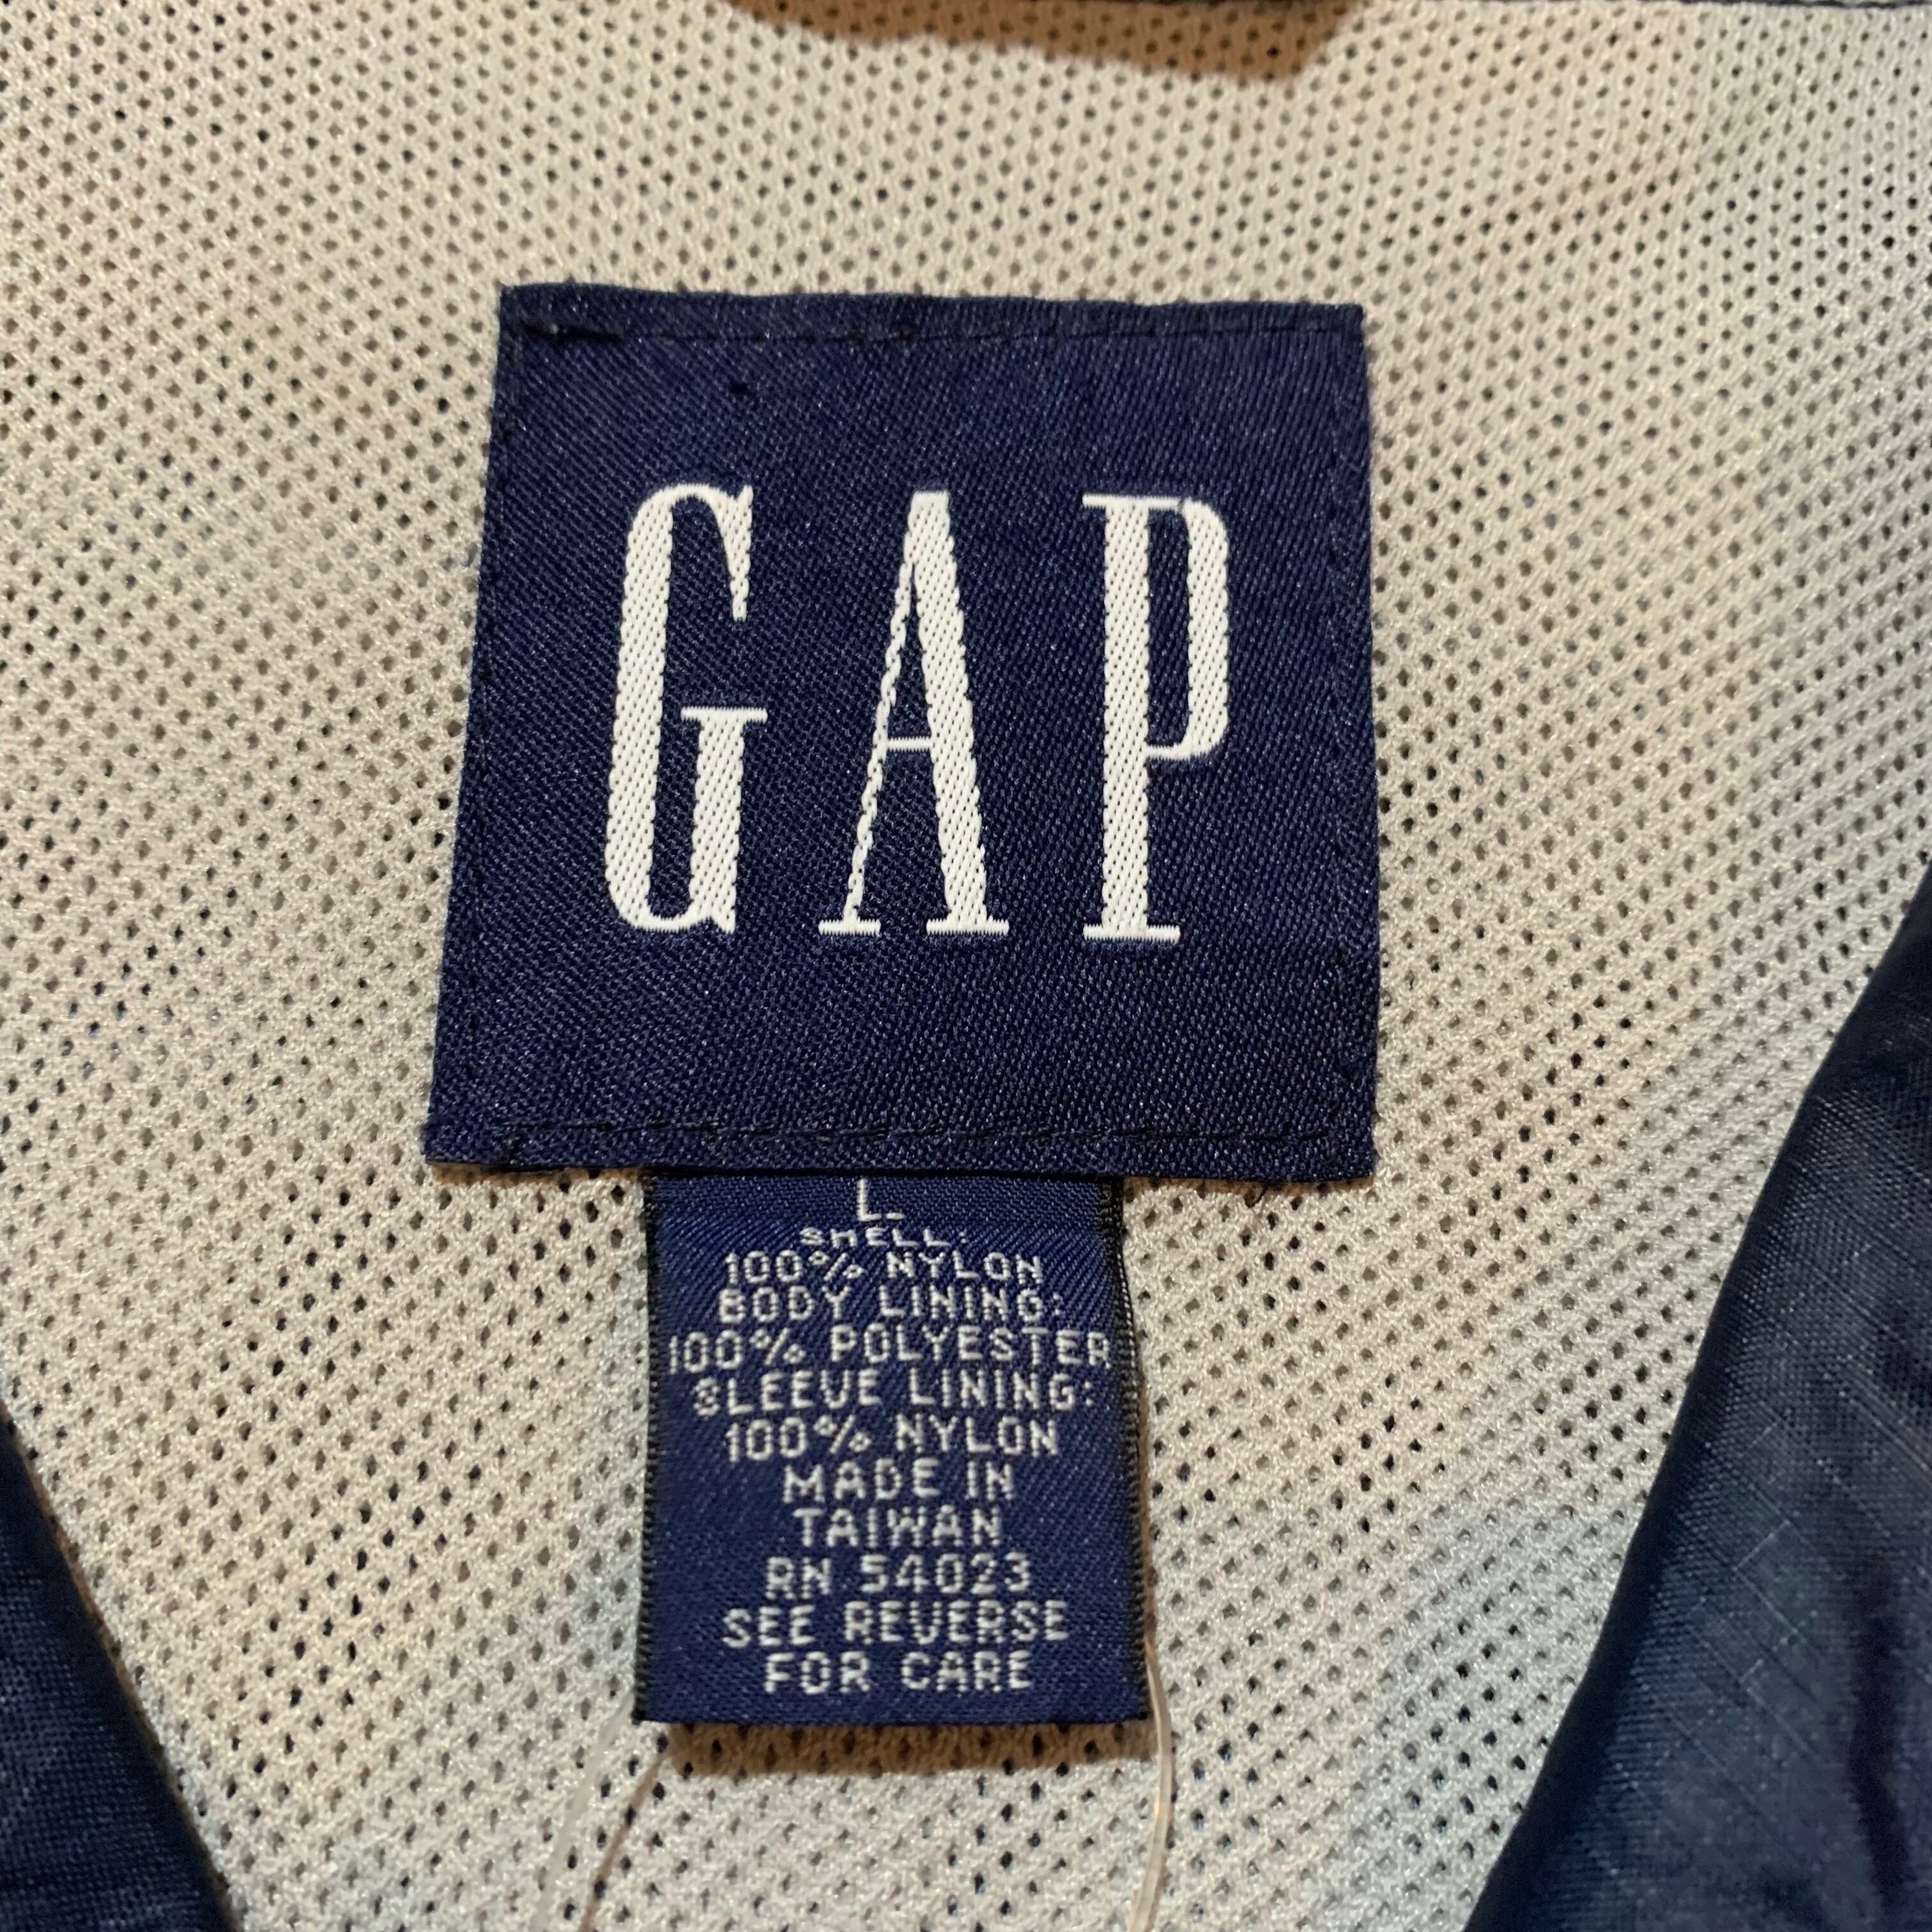 GAP
L.
SHELL:
100% NYLON
BODY LINING:
100% POLYESTER
SLEEVE LINING:
100% NYLON
MADE IN
TAIWAN
RN 54023
SEE REVERSE
FOR CARE